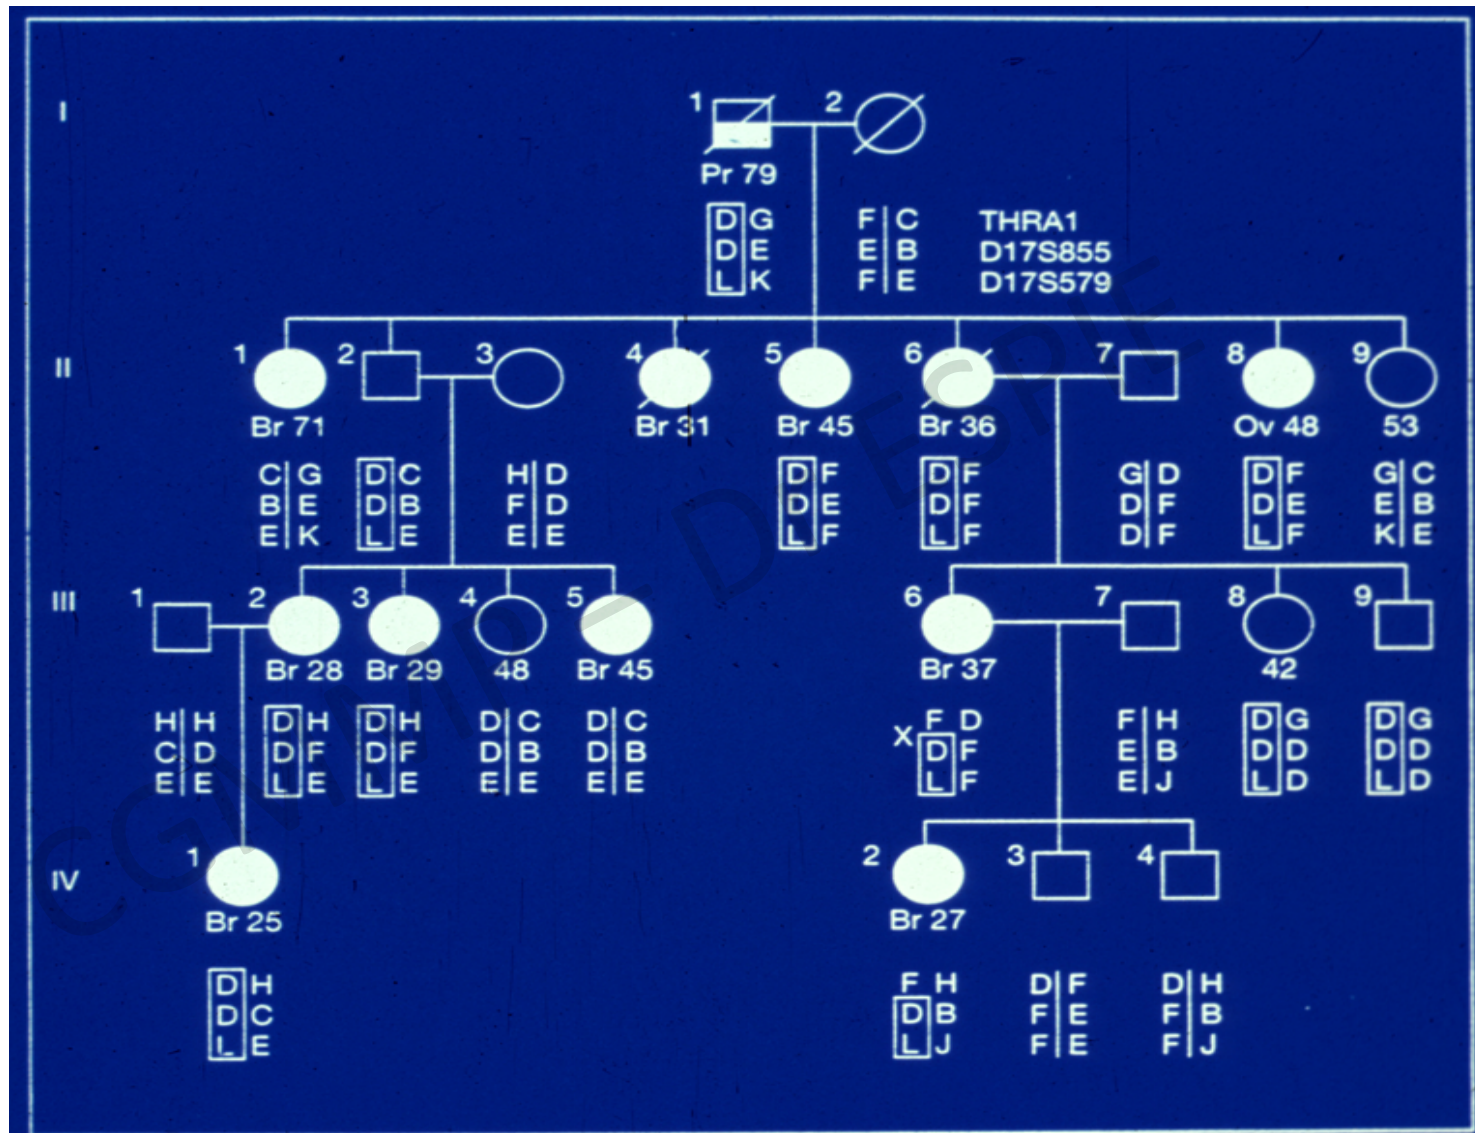 I
1 2
Pr 79
D G F C THRA1
D E E B D17S855
L K F E D17S579
II
1 2 3 4 5 6 7 8 9
Br 71 Br 31 Br 45 Br 36 Ov 48 53
C G D C H D D F D F G D D F G C
B E D B F D D E D F D F D E E B
E K L E E E L F L F D F L F K E
III
1 2 3 4 5 6 7 8 9
Br 28 Br 29 48 Br 45 Br 37 42
H H D H D H D C D C F D F H D G D G
C D D F D F D B D B X D F E B D D D D
E E L E L E E E E E L F E J L D L D
IV
1 2 3 4
Br 25 Br 27
D H F H D F D H
D C D B F E F B
L E L J F E F J
CGMMP - D. ESPIE